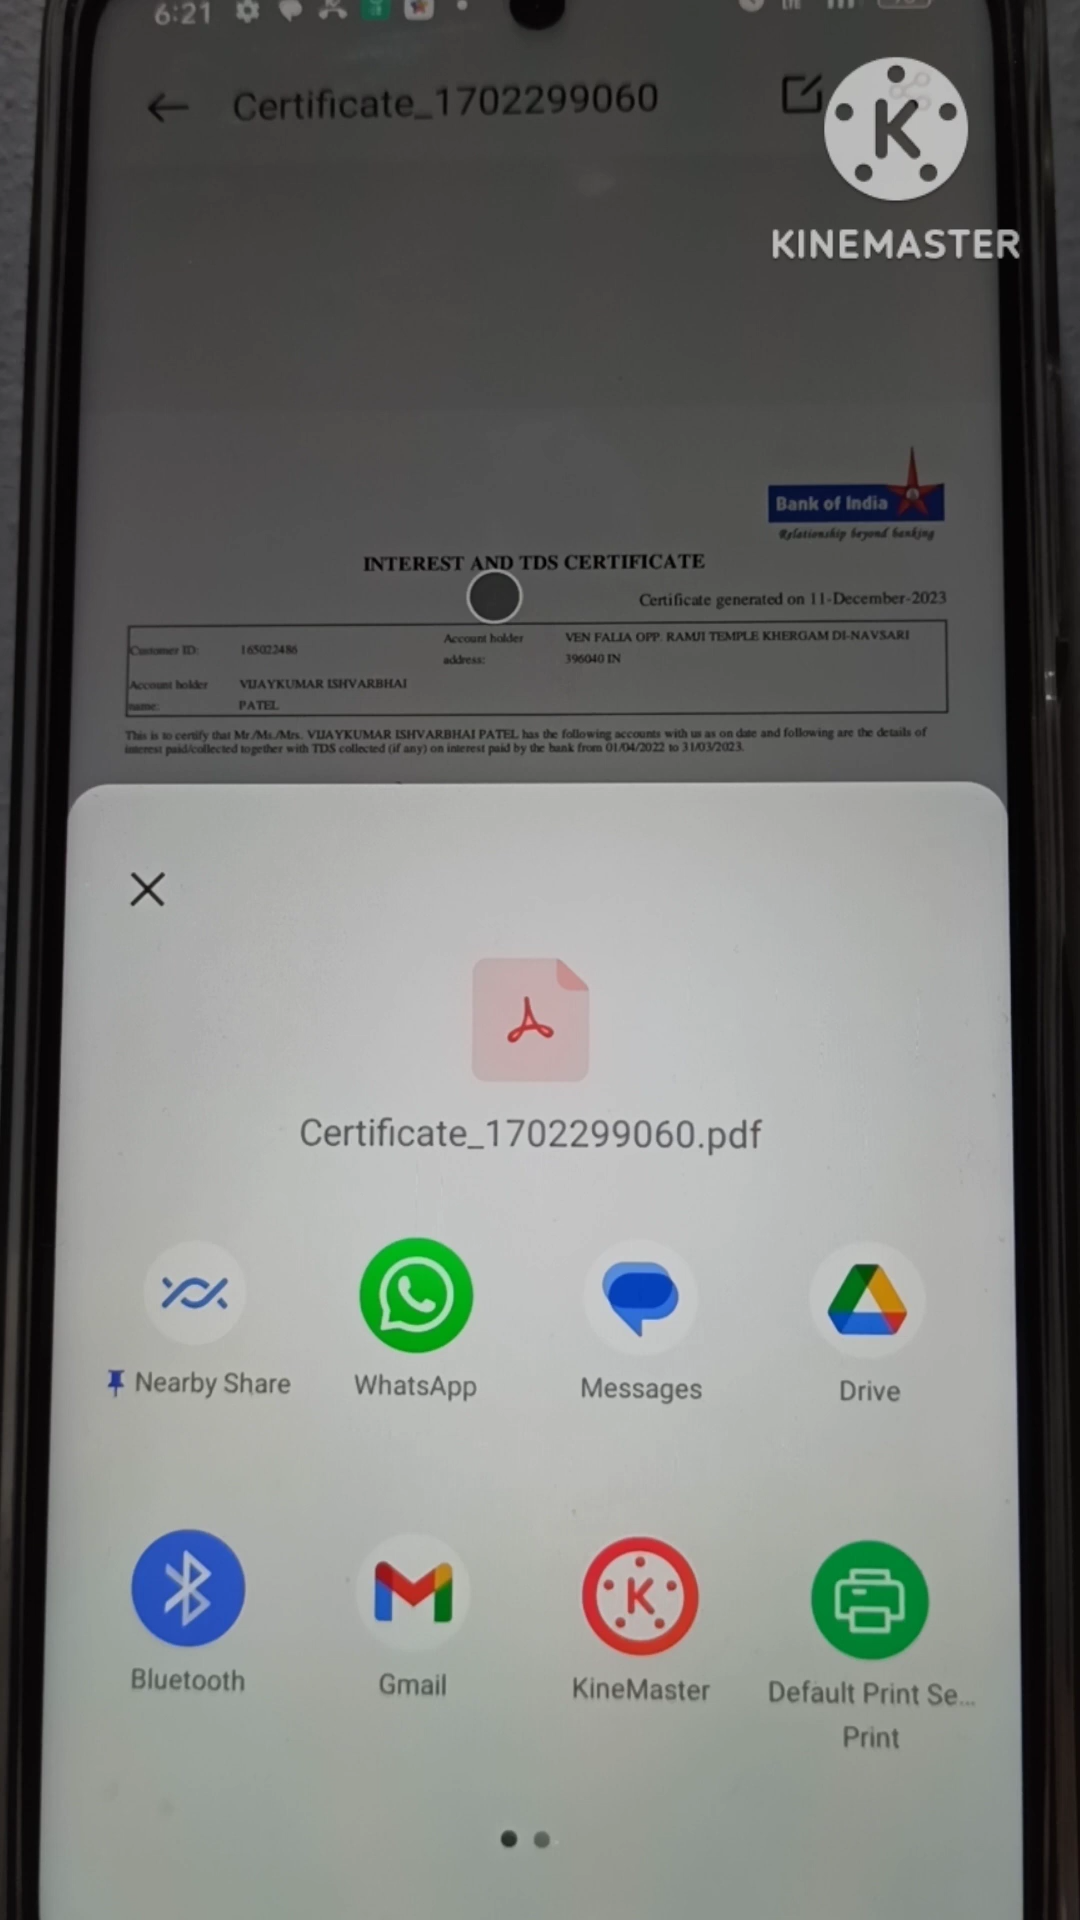 6:21
Certificate_1702299060
K
KINEMASTER
Bank of India
Relationship beyond banking
INTEREST AND TDS CERTIFICATE
Certificate generated on 11-December-2023
Customer ID: 165022486 Account holder address: VEN FALIA OPP. RAMJI TEMPLE KHERGAM DI-NAVSARI
396040 IN
Account holder name: VIJAYKUMAR ISHVARBHAI
PATEL
This is to certify that Mr./Ms./Mrs. VIJAYKUMAR ISHVARBHAI PATEL has the following accounts with us as on date and following are the details of
interest paid/collected together with TDS collected (if any) on interest paid by the bank from 01/04/2022 to 31/03/2023.
Certificate_1702299060.pdf
Nearby Share
WhatsApp
Messages
Drive
Bluetooth
Gmail
K
KineMaster
Default Print Se...
Print